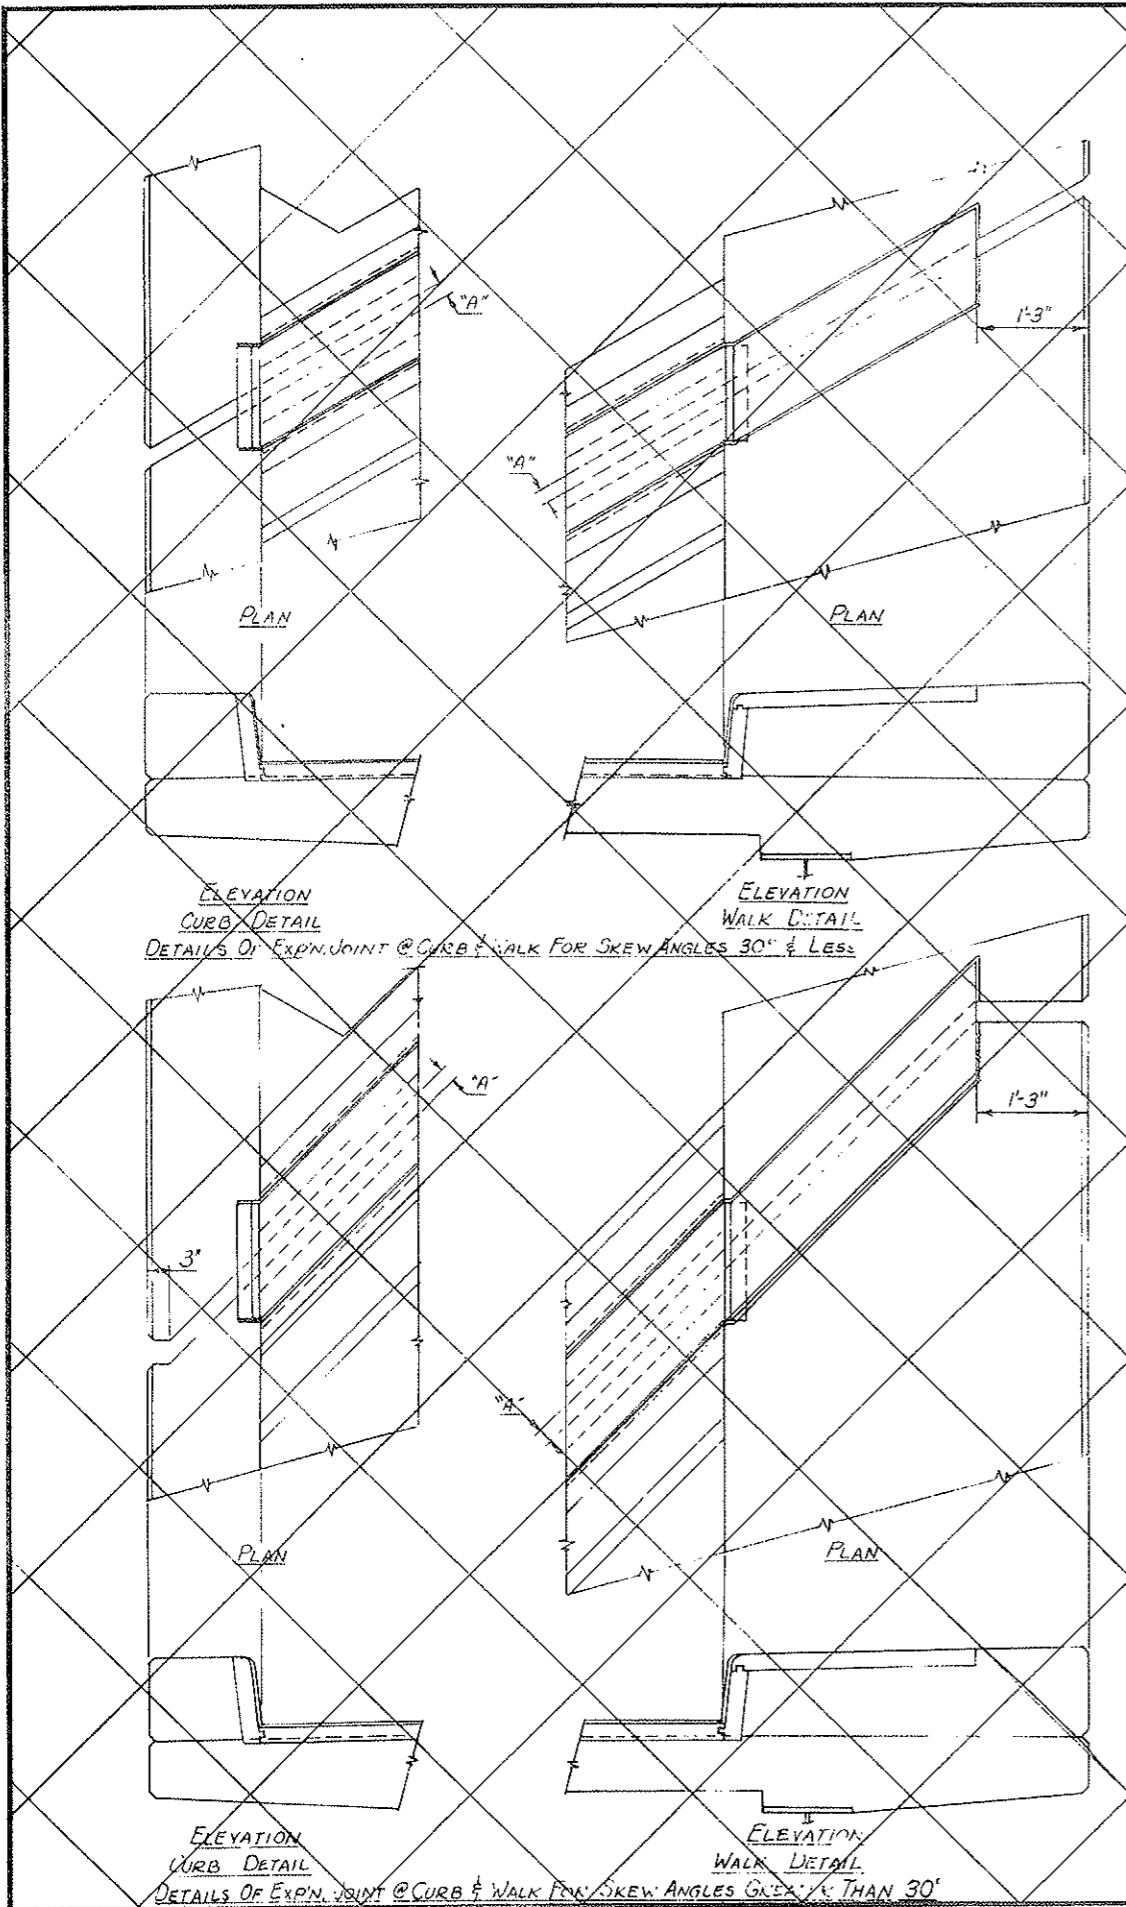 "A"
1'-3"
"A"
PLAN
PLAN
ELEVATION
CURB DETAIL
ELEVATION
WALK DETAIL
DETAILS OF EXP'N. JOINT @ CURB & WALK FOR SKEW ANGLES 30° & LESS
"A"
1'-3"
3"
"A"
PLAN
PLAN
ELEVATION
CURB DETAIL
ELEVATION
WALK DETAIL
DETAILS OF EXP'N. JOINT @ CURB & WALK FOR SKEW ANGLES GREATER THAN 30°